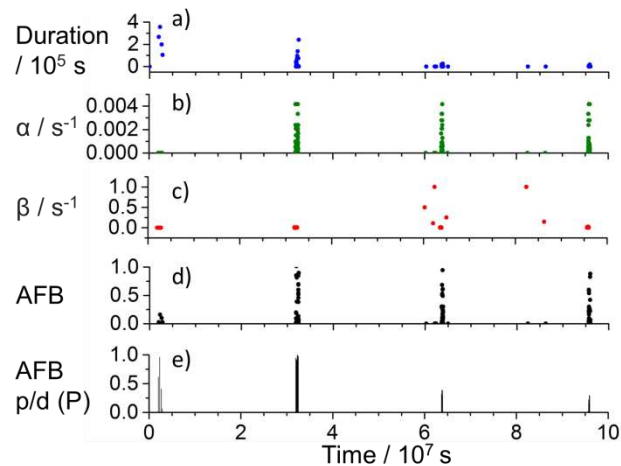 a)
Duration / 10⁵ s
4
2
0
b)
α / s⁻¹
0.004
0.002
0.000
c)
β / s⁻¹
1.0
0.5
0.0
d)
AFB
1.0
0.5
0.0
e)
AFB p/d (P)
1.0
0.5
0.0
0 2 4 6 8 10
Time / 10⁷ s